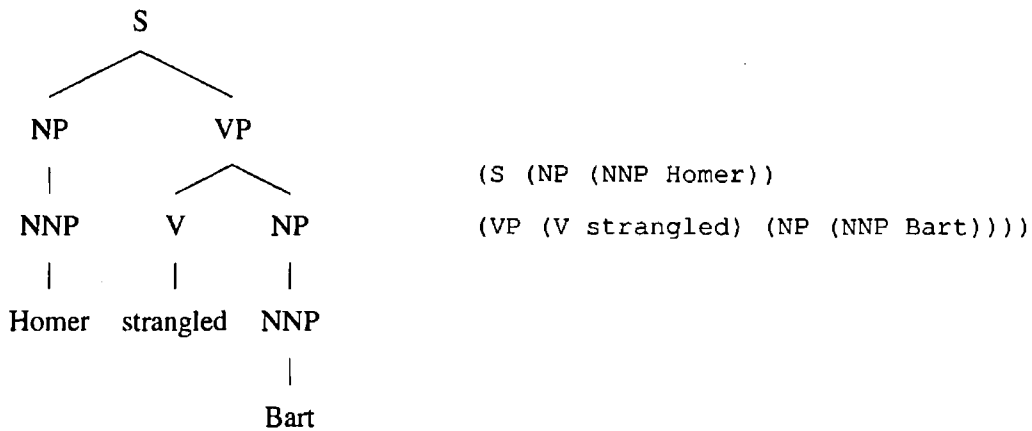 S
NP VP
(S (NP (NNP Homer))
NNP V NP
(VP (V strangled) (NP (NNP Bart))))
Homer strangled NNP
Bart